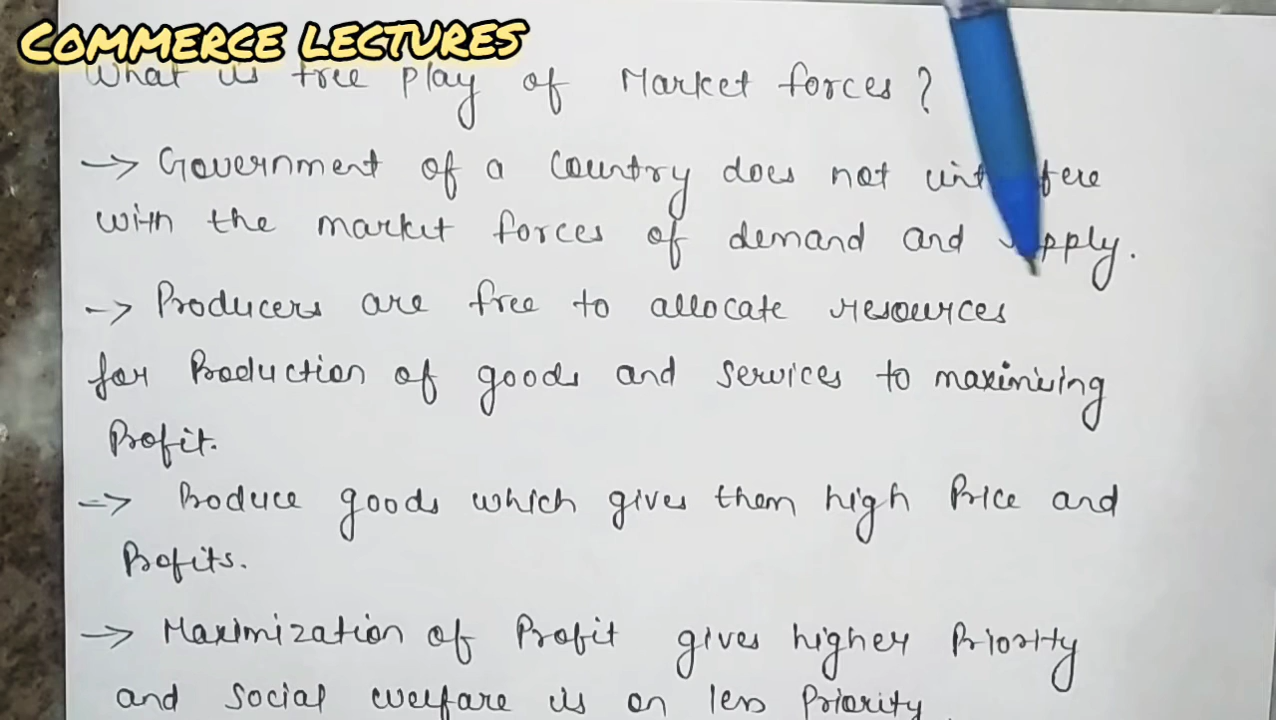 COMMERCE LECTURES
What is free play of Market forces ?
→ Government of a country does not interfere
with the market forces of demand and supply.
→ Producers are free to allocate resources
for Production of goods and services to maximizing
Profit.
→ Produce goods which gives them high Price and
Profits.
→ Maximization of Profit gives higher Priority
and social welfare is on less Priority.